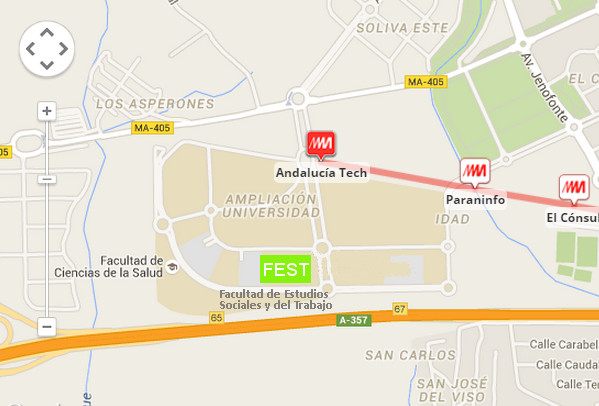 SOLIVA ESTE
MA-405
LOS ASPERONES
MA-405
05
Av. Jenofonte
EL C
Andalucía Tech
Paraninfo
El Cónsul
AMPLIACIÓN
UNIVERSIDAD
IDAD
Facultad de
Ciencias de la Salud
FEST
Facultad de Estudios
Sociales y del Trabajo
65
67
A-357
SAN CARLOS
SAN JOSÉ
DEL VISO
Calle Carabel
Calle Cauda
Calle Te
ue